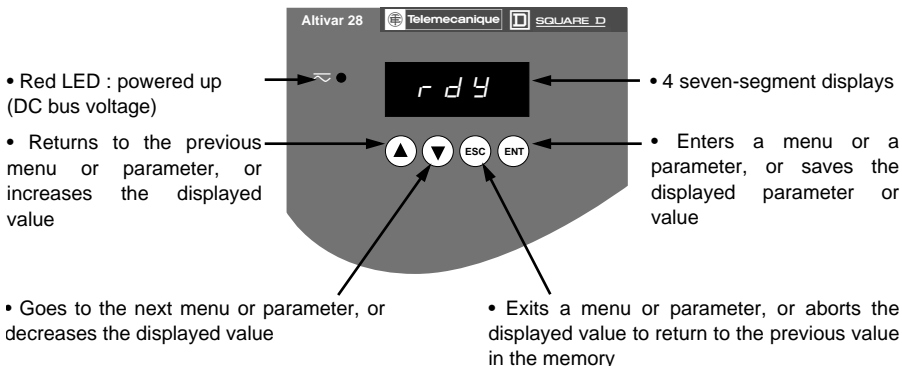 Altivar 28 Telemecanique SQUARE D
• Red LED : powered up
(DC bus voltage)
rdY
• 4 seven-segment displays
• Returns to the previous
menu or parameter, or
increases the displayed
value
ESC ENT
• Enters a menu or a
parameter, or saves the
displayed parameter or
value
• Goes to the next menu or parameter, or
decreases the displayed value
• Exits a menu or parameter, or aborts the
displayed value to return to the previous value
in the memory